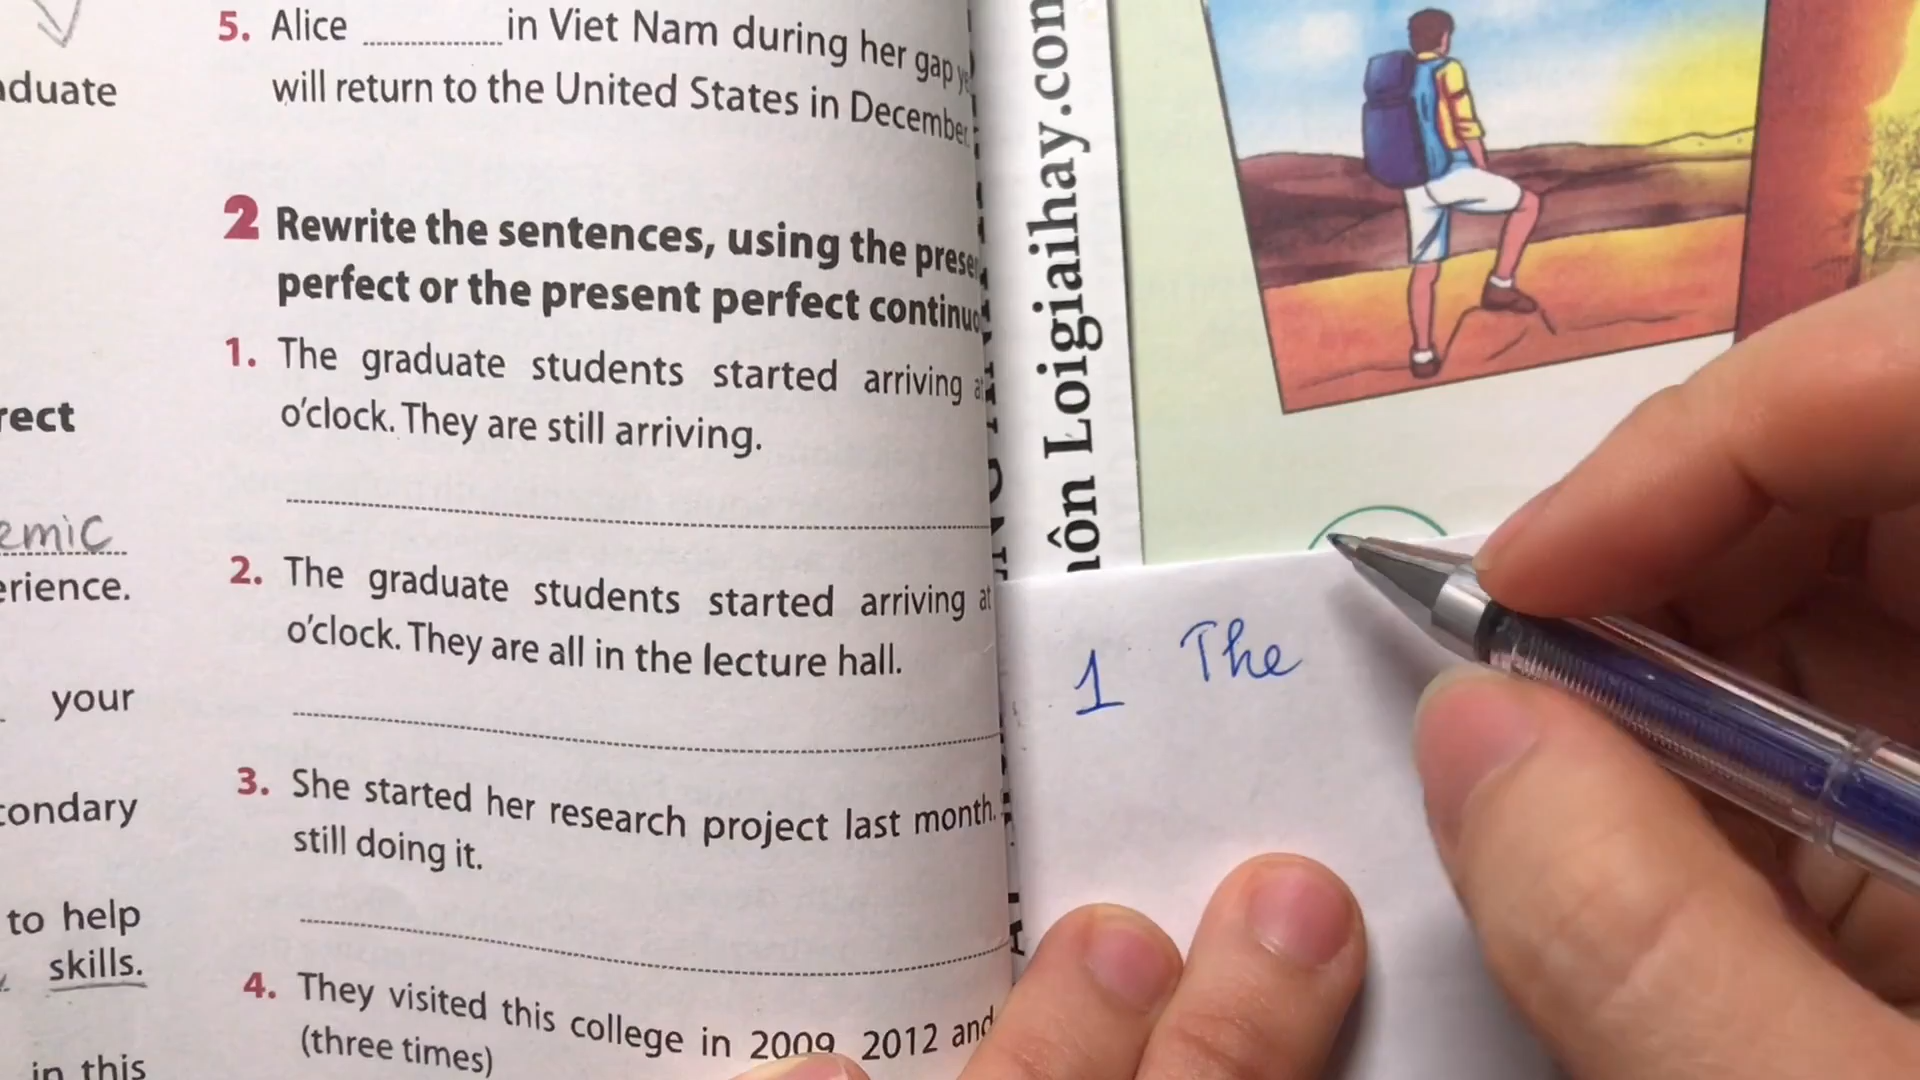 5. Alice ............ in Viet Nam during her gap
will return to the United States in December.
aduate
2 Rewrite the sentences, using the prese
perfect or the present perfect continuo
1. The graduate students started arriving
o'clock. They are still arriving.
rect
emic
erience.
2. The graduate students started arriving at
o'clock. They are all in the lecture hall.
your
3. She started her research project last month.
still doing it.
condary
to help
skills.
4. They visited this college in 2009, 2012 and
(three times)
in this
môn Loigiaihay.com
1 The